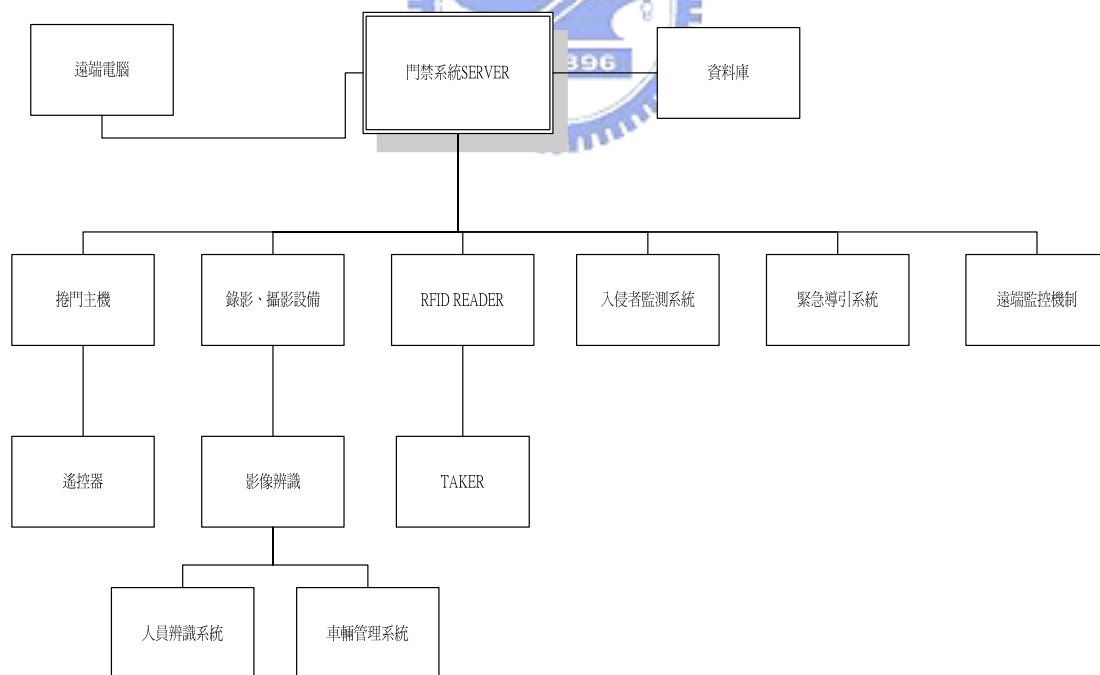 遠端電腦
門禁系統SERVER
資料庫
896
捲門主機
錄影、攝影設備
RFID READER
入侵者監測系統
緊急導引系統
遠端監控機制
遙控器
影像辨識
TAKER
人員辨識系統
車輛管理系統